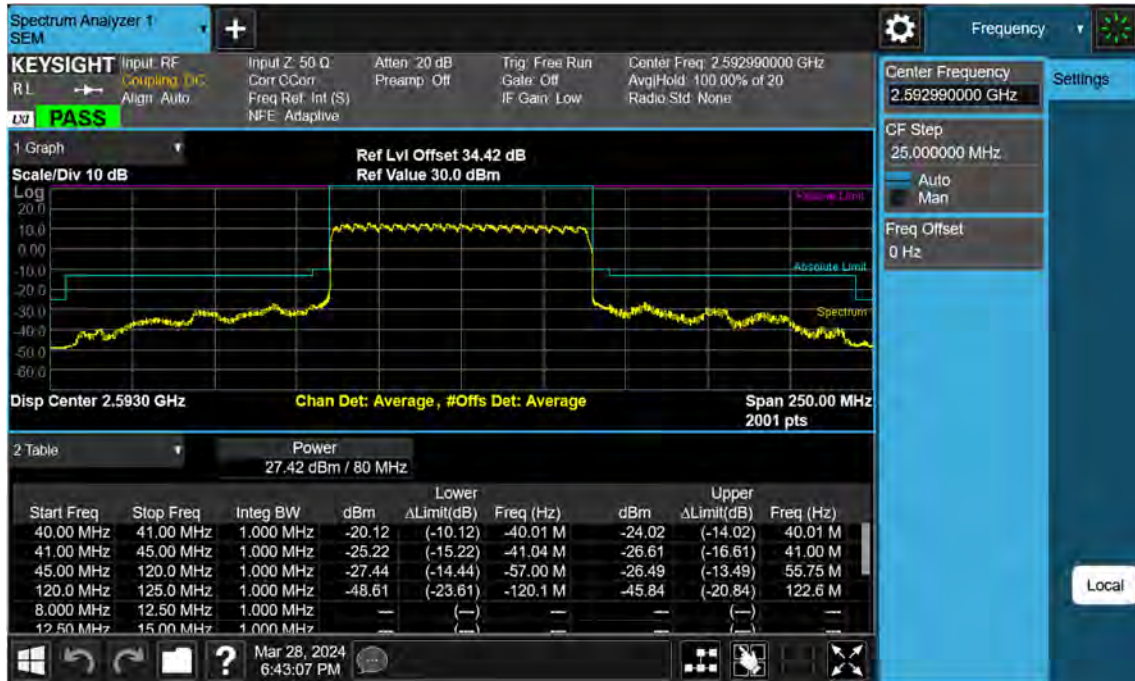 Spectrum Analyzer 1
SEM
+
Frequency
KEYSIGHT
RL
LXI
PASS
Input: RF
Coupling: DC
Align: Auto
Input Z: 50 Ω
Corr CCorr
Freq Ref: Int (S)
NFE: Adaptive
Atten: 20 dB
Preamp: Off
Trig: Free Run
Gate: Off
IF Gain: Low
Center Freq: 2.592990000 GHz
Avg|Hold: 100.00% of 20
Radio Std: None
Center Frequency
2.592990000 GHz
Settings
CF Step
25.000000 MHz
Auto
Man
Freq Offset
0 Hz
Local
1 Graph
Scale/Div 10 dB
Ref Lvl Offset 34.42 dB
Ref Value 30.0 dBm
Log
20.0
10.0
0.00
-10.0
-20.0
-30.0
-40.0
-50.0
-60.0
Relative Limit
Absolute Limit
Spectrum
Disp Center 2.5930 GHz
Chan Det: Average, #Offs Det: Average
Span 250.00 MHz
2001 pts
2 Table
Power
27.42 dBm / 80 MHz
Lower Upper
Start Freq Stop Freq Integ BW dBm ΔLimit(dB) Freq (Hz) dBm ΔLimit(dB) Freq (Hz)
40.00 MHz 41.00 MHz 1.000 MHz -20.12 (-10.12) -40.01 M -24.02 (-14.02) 40.01 M
41.00 MHz 45.00 MHz 1.000 MHz -25.22 (-15.22) -41.04 M -26.61 (-16.61) 41.00 M
45.00 MHz 120.0 MHz 1.000 MHz -27.44 (-14.44) -57.00 M -26.49 (-13.49) 55.75 M
120.0 MHz 125.0 MHz 1.000 MHz -48.61 (-23.61) -120.1 M -45.84 (-20.84) 122.6 M
8.000 MHz 12.50 MHz 1.000 MHz --- (---) --- --- (---) ---
12.50 MHz 15.00 MHz 1.000 MHz --- (---) --- --- (---) ---
?
Mar 28, 2024
6:43:07 PM